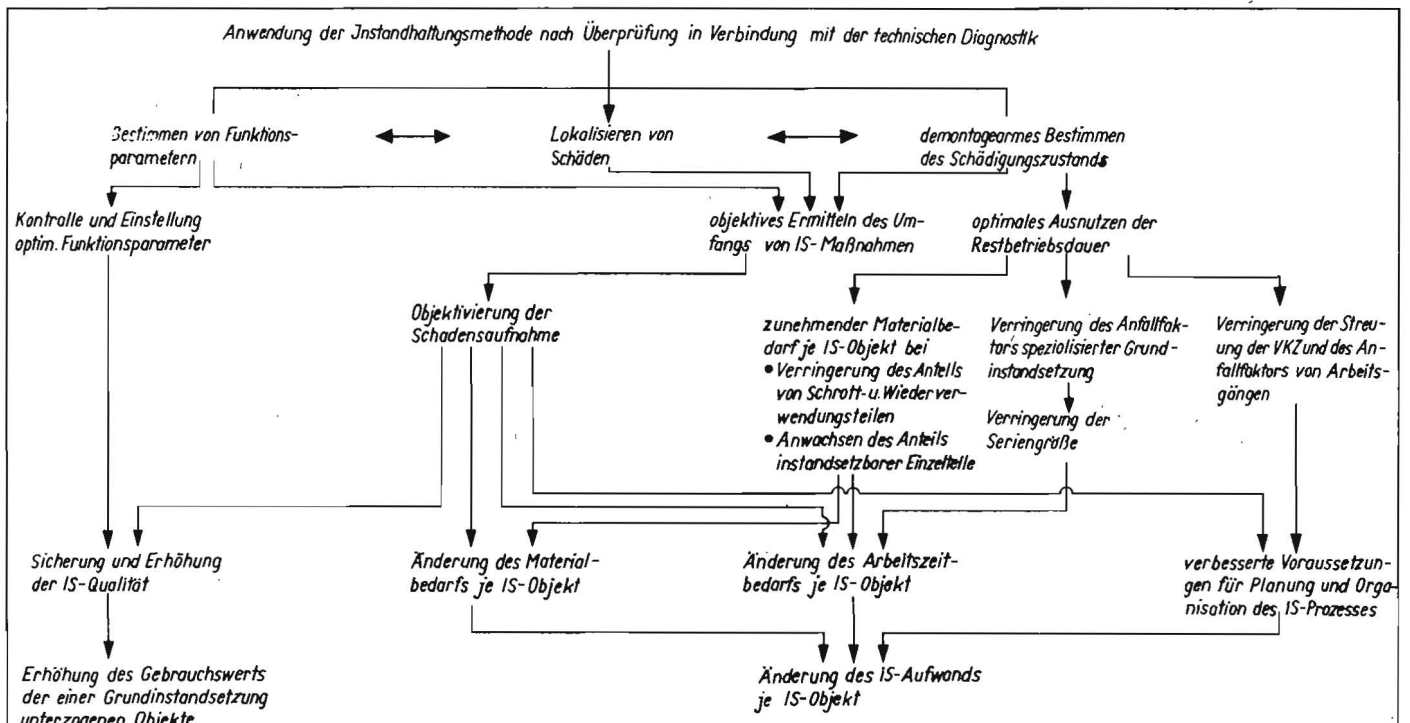 Anwendung der Jnstandhaltungsmethode nach Überprüfung in Verbindung mit der technischen Diagnostik
Bestimmen von Funktions-
parametern
Lokalisieren von
Schäden
demontagearmes Bestimmen
des Schädigungszustands
Kontrolle und Einstellung
optim. Funktionsparameter
objektives Ermitteln des Um-
fangs von IS-Maßnahmen
optimales Ausnutzen der
Restbetriebsdauer
Objektivierung der
Schadensaufnahme
zunehmender Materialbe-
darf je IS-Objekt bei
• Verringerung des Anteils
von Schrott- u. Wiederver-
wendungsteilen
• Anwachsen des Anteils
instandsetzbarer Einzelteile
Verringerung des Anfallfak-
tors spezialisierter Grund-
instandsetzung
Verringerung der
Seriengröße
Verringerung der Streu-
ung der VKZ und des An-
fallfaktors von Arbeits-
gängen
Sicherung und Erhöhung
der IS-Qualität
Änderung des Material-
bedarfs je IS-Objekt
Änderung des Arbeitszeit-
bedarfs je IS-Objekt
verbesserte Voraussetzun-
gen für Planung und Orga-
nisation des IS-Prozesses
Erhöhung des Gebrauchswerts
der einer Grundinstandsetzung
unterzogenen Objekte
Änderung des IS-Aufwands
je IS-Objekt